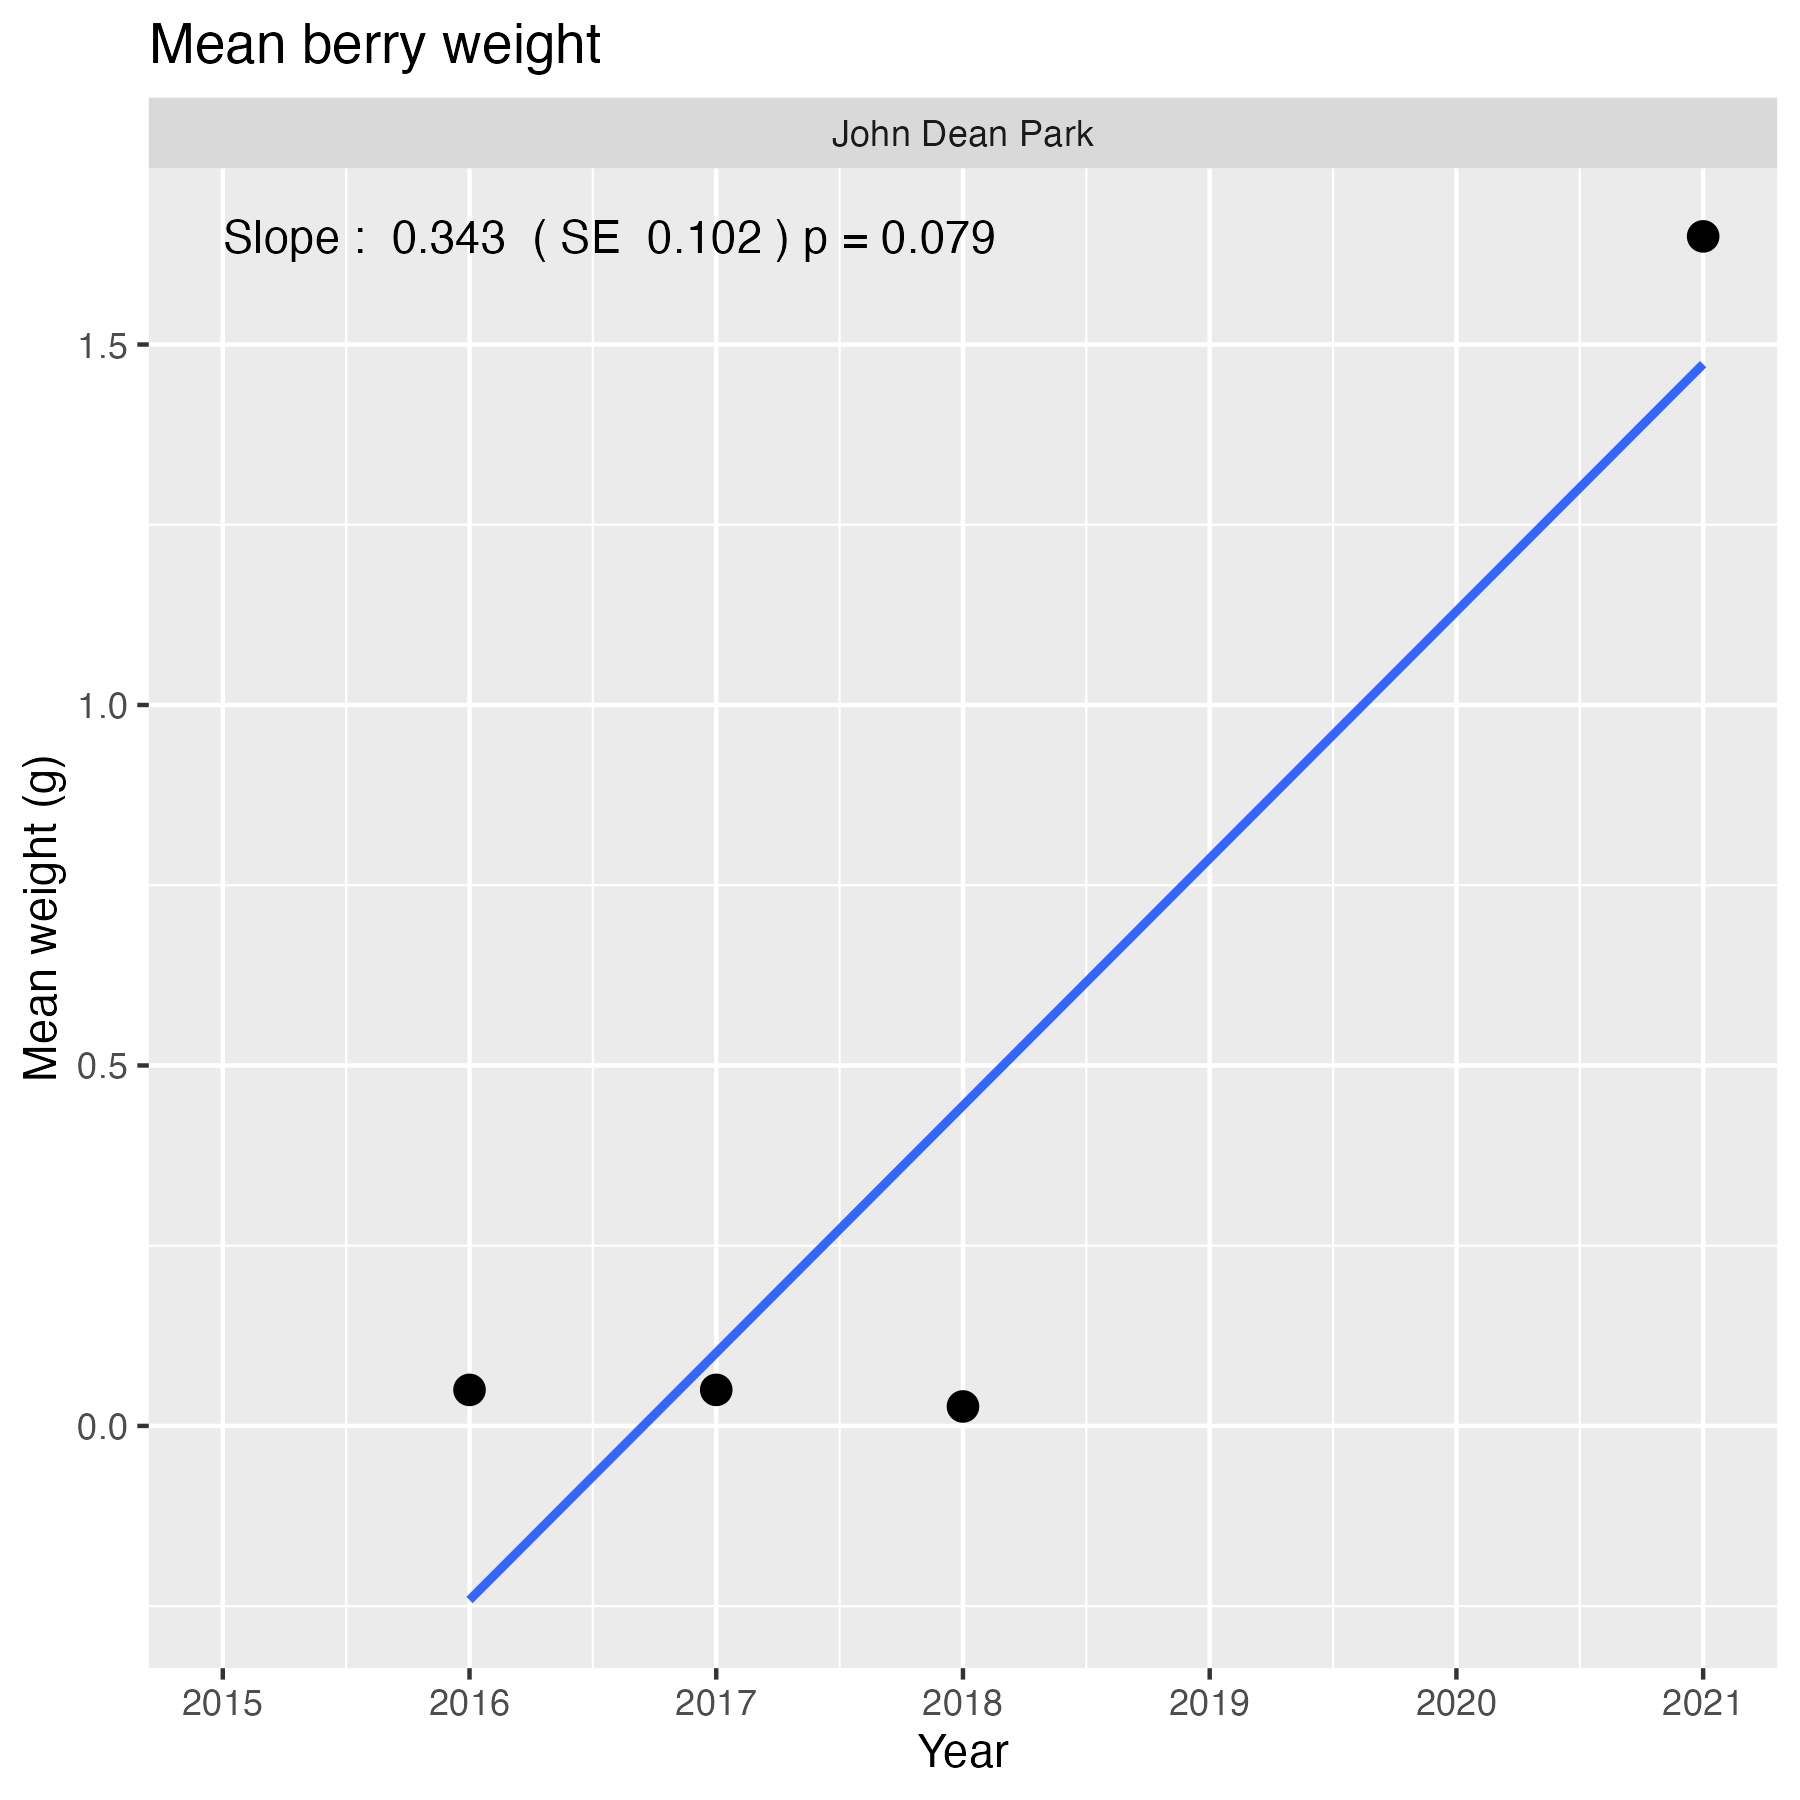 Mean berry weight
John Dean Park
Slope :  0.343  ( SE  0.102 ) p = 0.079
1.5
1.0
0.5
0.0
Mean weight (g)
2015 2016 2017 2018 2019 2020 2021
Year